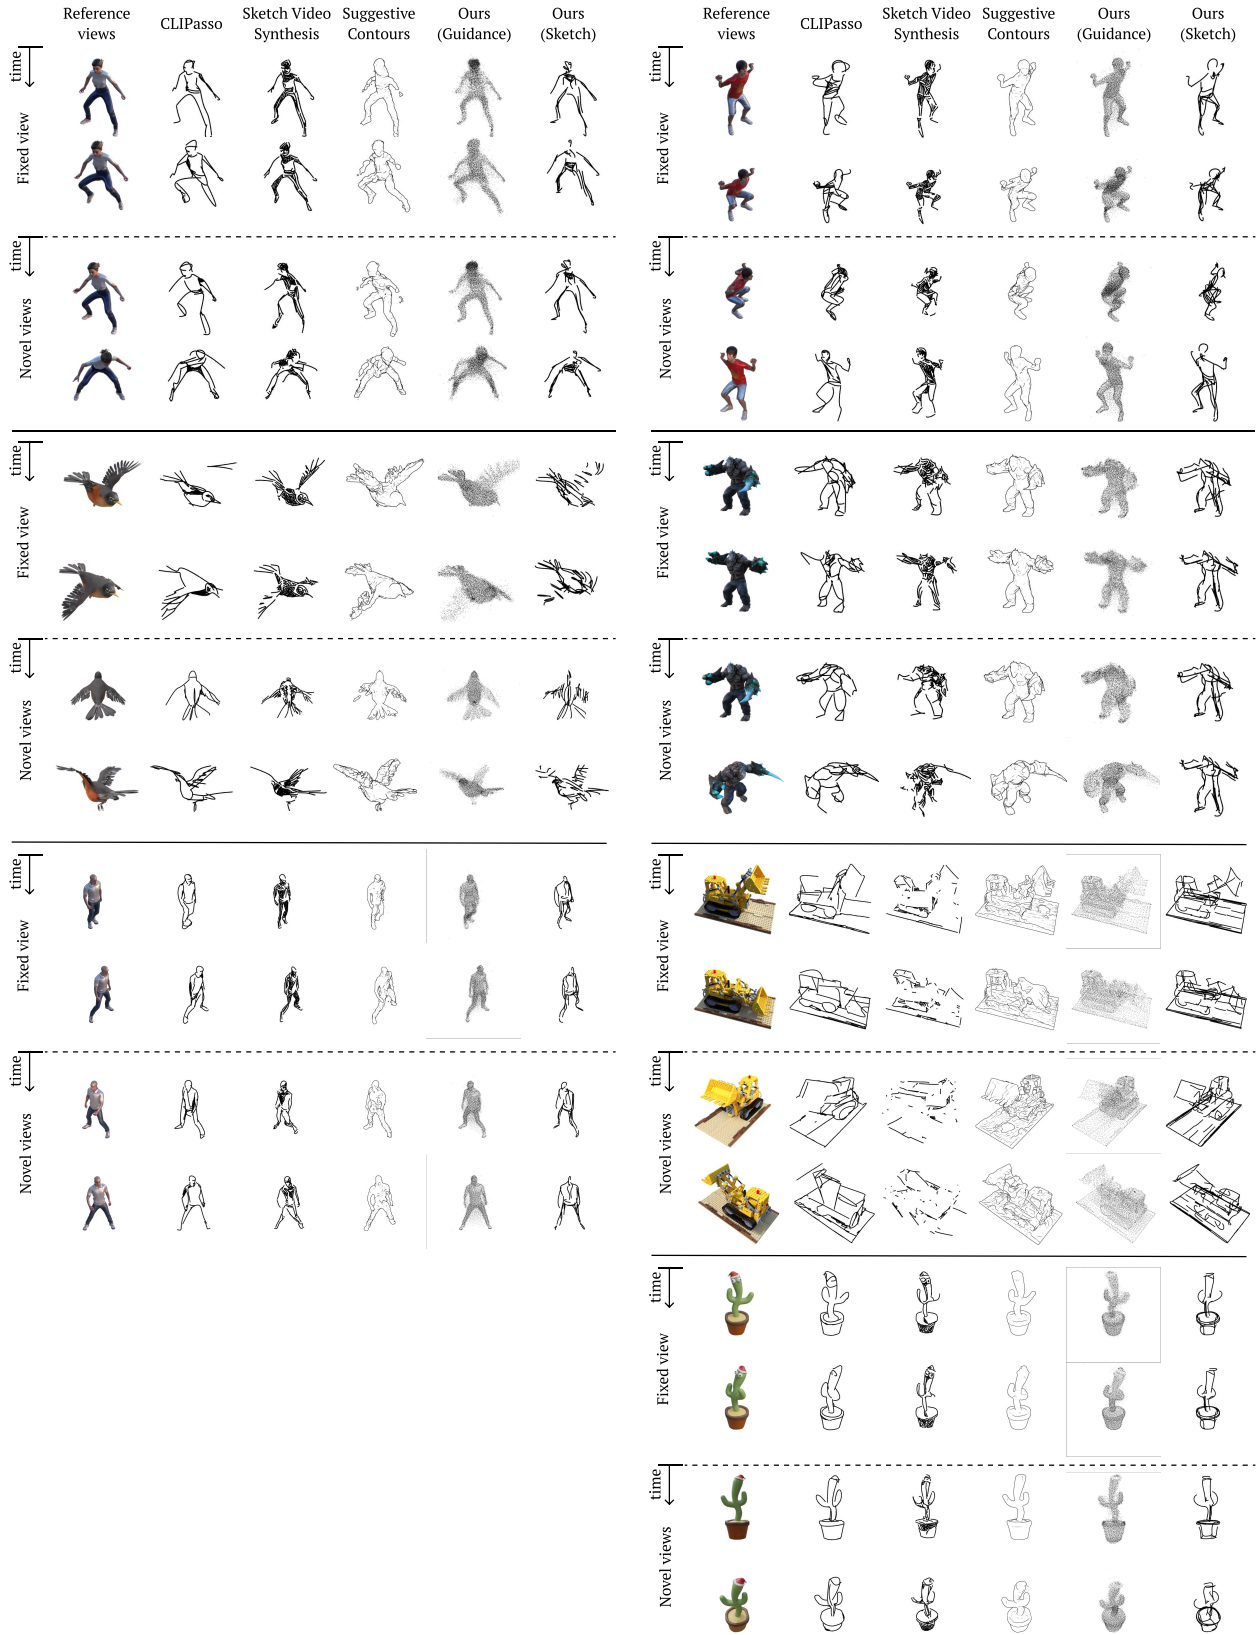 Reference
views
CLIPasso
Sketch Video
Synthesis
Suggestive
Contours
Ours
(Guidance)
Ours
(Sketch)
time
Fixed view
time
Novel views
time
Fixed view
time
Novel views
time
Fixed view
time
Novel views
Reference
views
CLIPasso
Sketch Video
Synthesis
Suggestive
Contours
Ours
(Guidance)
Ours
(Sketch)
time
Fixed view
time
Novel views
time
Fixed view
time
Novel views
time
Fixed view
time
Novel views
time
Fixed view
time
Novel views